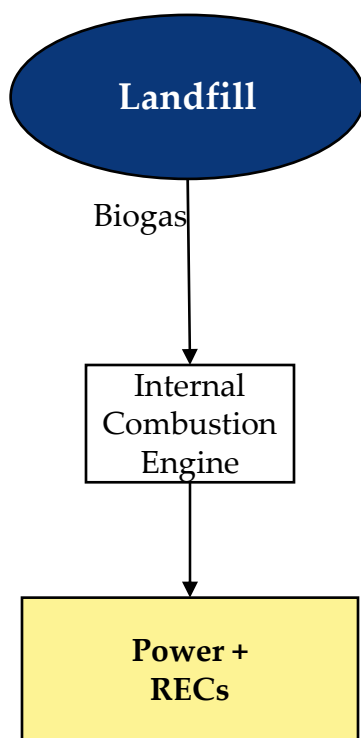 Landfill
Biogas
Internal
Combustion
Engine
Power +
RECs